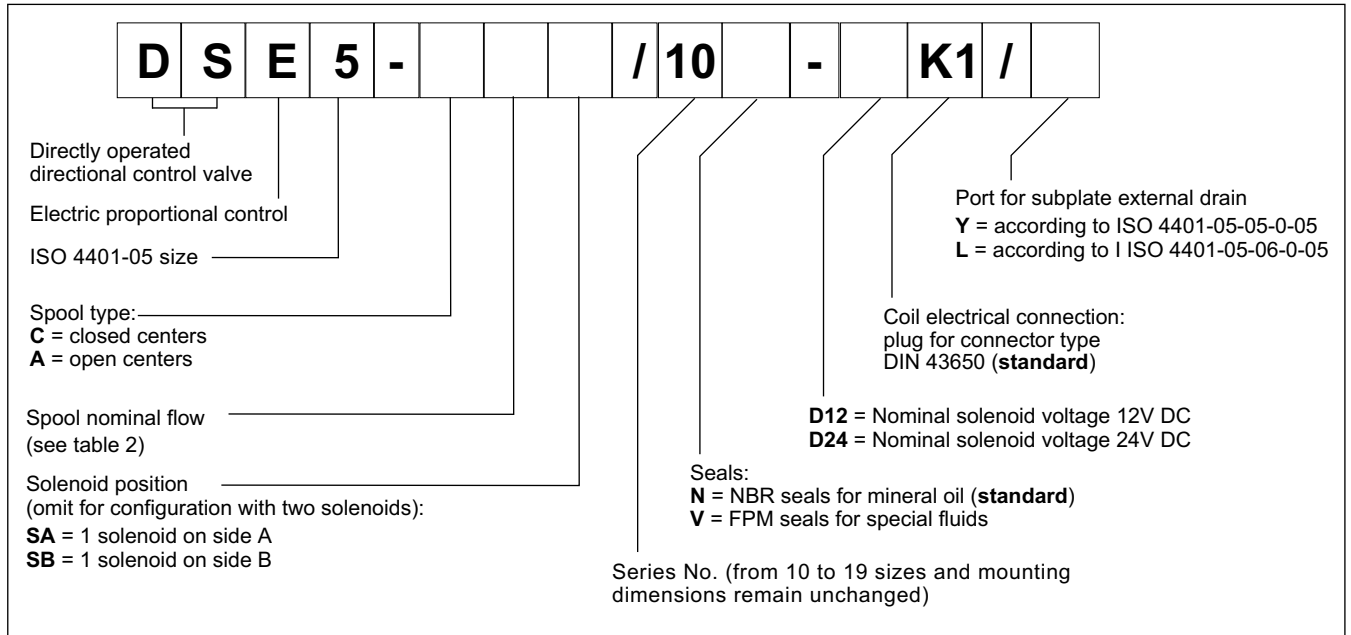 D S E 5 - / 10 - K1 /
Directly operated
directional control valve
Electric proportional control
ISO 4401-05 size
Spool type:
C = closed centers
A = open centers
Spool nominal flow
(see table 2)
Solenoid position
(omit for configuration with two solenoids):
SA = 1 solenoid on side A
SB = 1 solenoid on side B
Series No. (from 10 to 19 sizes and mounting
dimensions remain unchanged)
Seals:
N = NBR seals for mineral oil (standard)
V = FPM seals for special fluids
D12 = Nominal solenoid voltage 12V DC
D24 = Nominal solenoid voltage 24V DC
Coil electrical connection:
plug for connector type
DIN 43650 (standard)
Port for subplate external drain
Y = according to ISO 4401-05-05-0-05
L = according to I ISO 4401-05-06-0-05